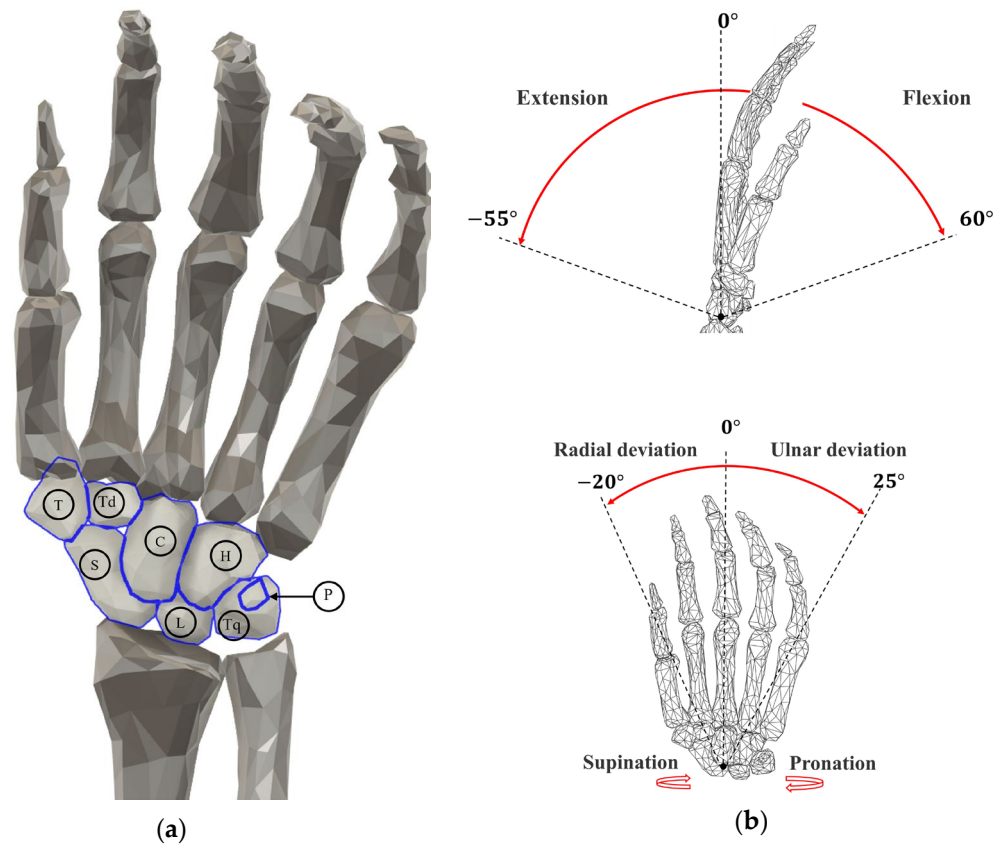 T
Td
C
S
H
P
L
Tq
(a)
0°
Extension
Flexion
−55°
60°
0°
Radial deviation
Ulnar deviation
−20°
25°
Supination
Pronation
(b)